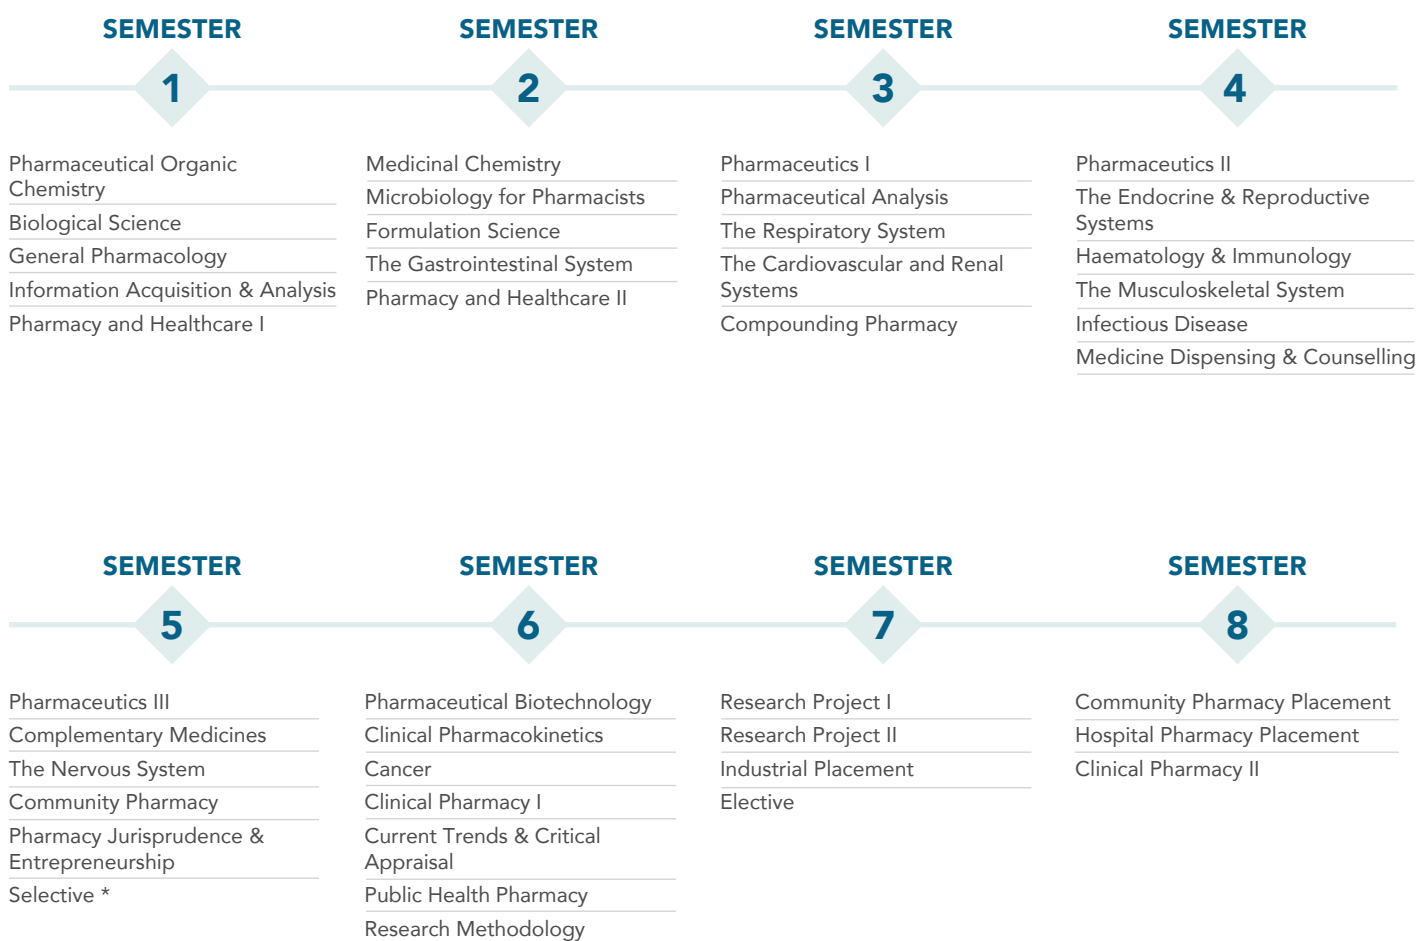 SEMESTER
1
Pharmaceutical Organic
Chemistry
Biological Science
General Pharmacology
Information Acquisition & Analysis
Pharmacy and Healthcare I
SEMESTER
2
Medicinal Chemistry
Microbiology for Pharmacists
Formulation Science
The Gastrointestinal System
Pharmacy and Healthcare II
SEMESTER
3
Pharmaceutics I
Pharmaceutical Analysis
The Respiratory System
The Cardiovascular and Renal
Systems
Compounding Pharmacy
SEMESTER
4
Pharmaceutics II
The Endocrine & Reproductive
Systems
Haematology & Immunology
The Musculoskeletal System
Infectious Disease
Medicine Dispensing & Counselling
SEMESTER
5
Pharmaceutics III
Complementary Medicines
The Nervous System
Community Pharmacy
Pharmacy Jurisprudence &
Entrepreneurship
Selective *
SEMESTER
6
Pharmaceutical Biotechnology
Clinical Pharmacokinetics
Cancer
Clinical Pharmacy I
Current Trends & Critical
Appraisal
Public Health Pharmacy
Research Methodology
SEMESTER
7
Research Project I
Research Project II
Industrial Placement
Elective
SEMESTER
8
Community Pharmacy Placement
Hospital Pharmacy Placement
Clinical Pharmacy II